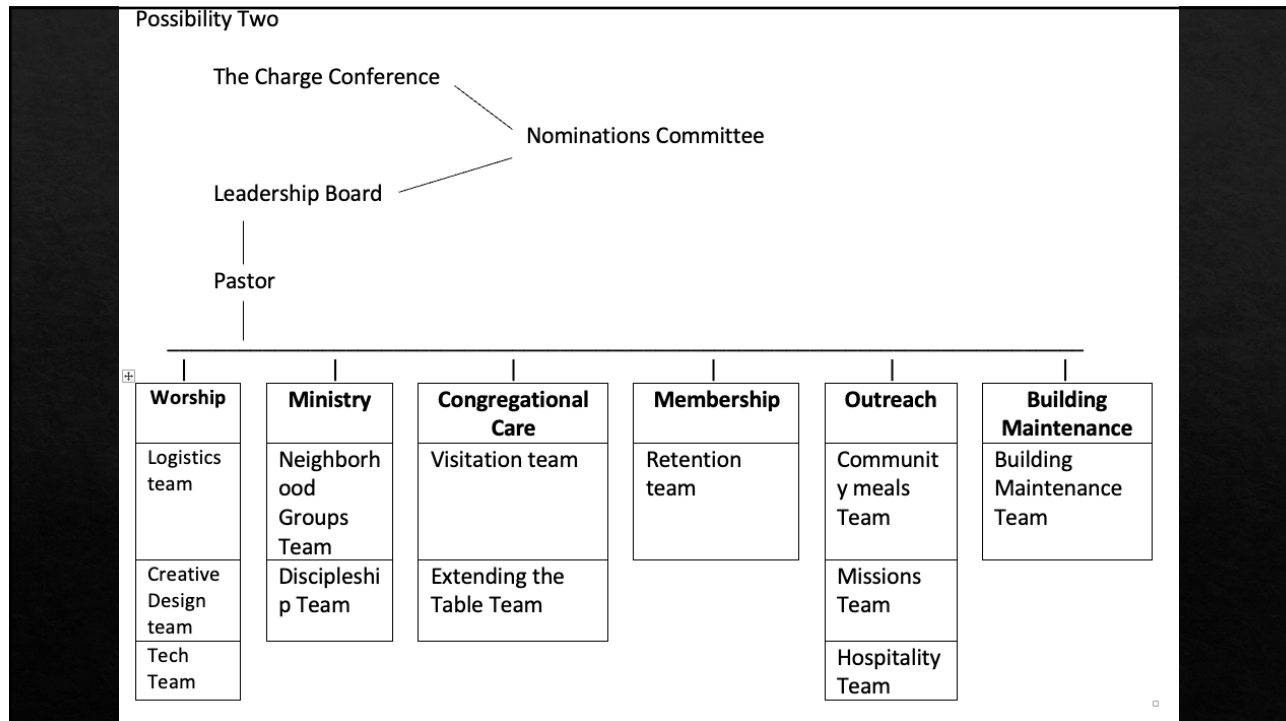 Possibility Two
The Charge Conference
Nominations Committee
Leadership Board
Pastor
Worship
Logistics
team
Creative
Design
team
Tech
Team
Ministry
Neighborh
ood
Groups
Team
Discipleshi
p Team
Congregational
Care
Visitation team
Extending the
Table Team
Membership
Retention
team
Outreach
Communit
y meals
Team
Missions
Team
Hospitality
Team
Building
Maintenance
Building
Maintenance
Team